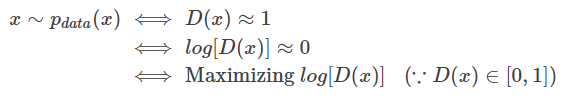 x ∼ p_data(x) ⟺ D(x) ≈ 1
⟺ log[D(x)] ≈ 0
⟺ Maximizing log[D(x)] (∵ D(x) ∈ [0, 1])